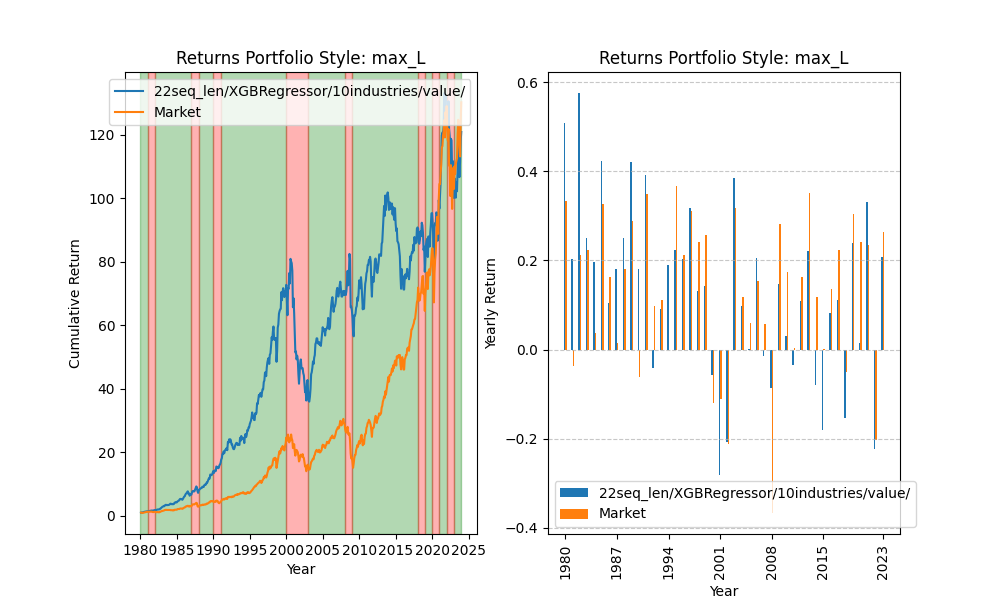 Returns Portfolio Style: max_L
22seq_len/XGBRegressor/10industries/value/
Market
Cumulative Return
120
100
80
60
40
20
0
1980 1985 1990 1995 2000 2005 2010 2015 2020 2025
Year
Returns Portfolio Style: max_L
Yearly Return
0.6
0.4
0.2
0.0
−0.2
−0.4
22seq_len/XGBRegressor/10industries/value/
Market
1980 1987 1994 2001 2008 2015 2023
Year